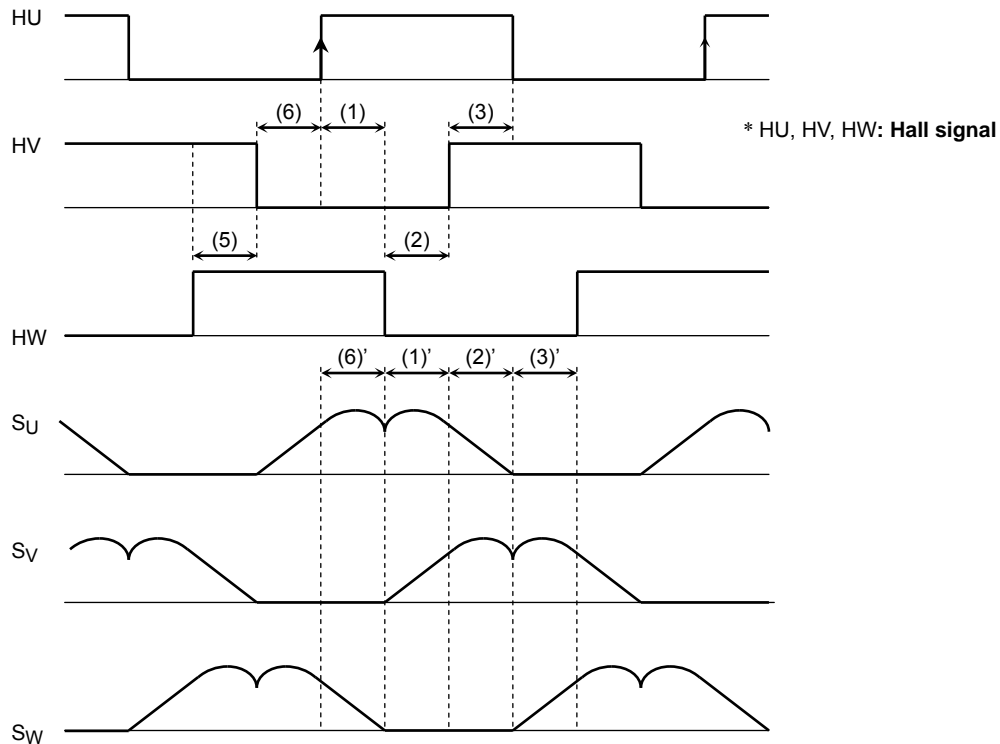 HU
(6) (1) (3)
* HU, HV, HW: Hall signal
HV
(5) (2)
HW
(6)’ (1)’ (2)’ (3)’
SU
SV
SW